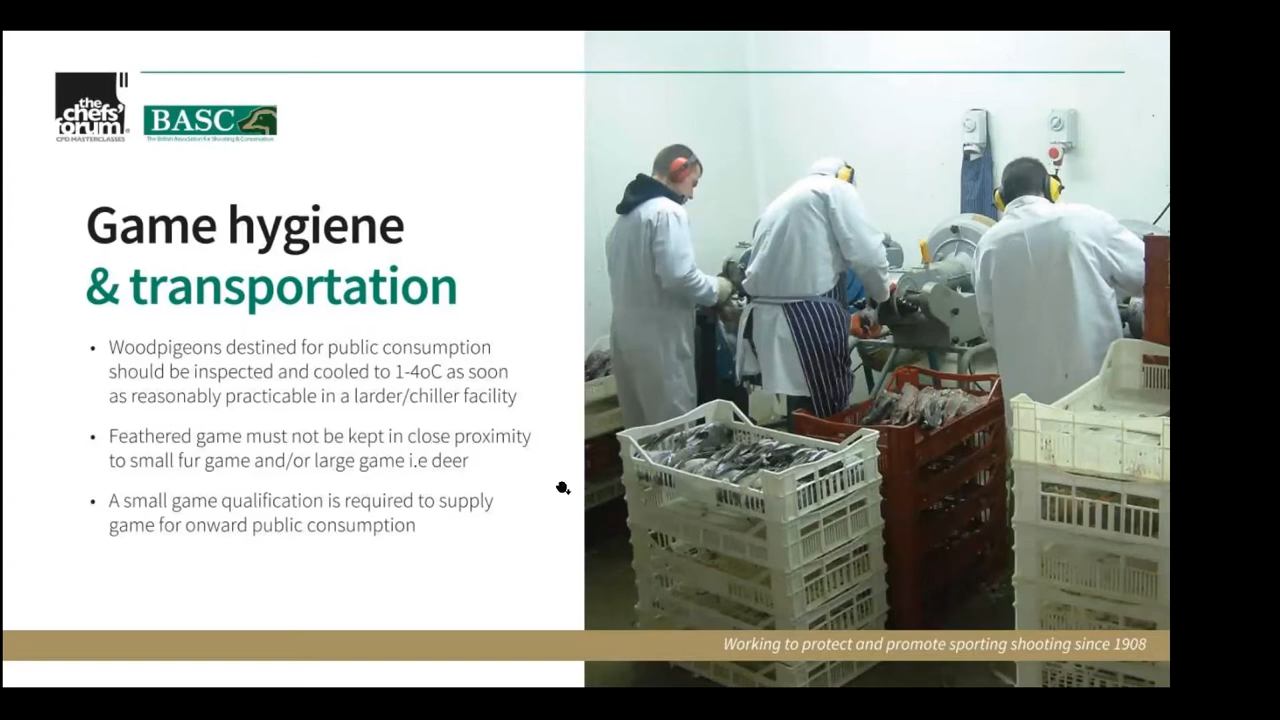 the
chefs'
forum
CPD MASTERCLASSES
BASC
The British Association for Shooting & Conservation
Game hygiene
& transportation
• Woodpigeons destined for public consumption
should be inspected and cooled to 1-4oC as soon
as reasonably practicable in a larder/chiller facility
• Feathered game must not be kept in close proximity
to small fur game and/or large game i.e deer
• A small game qualification is required to supply
game for onward public consumption
Working to protect and promote sporting shooting since 1908